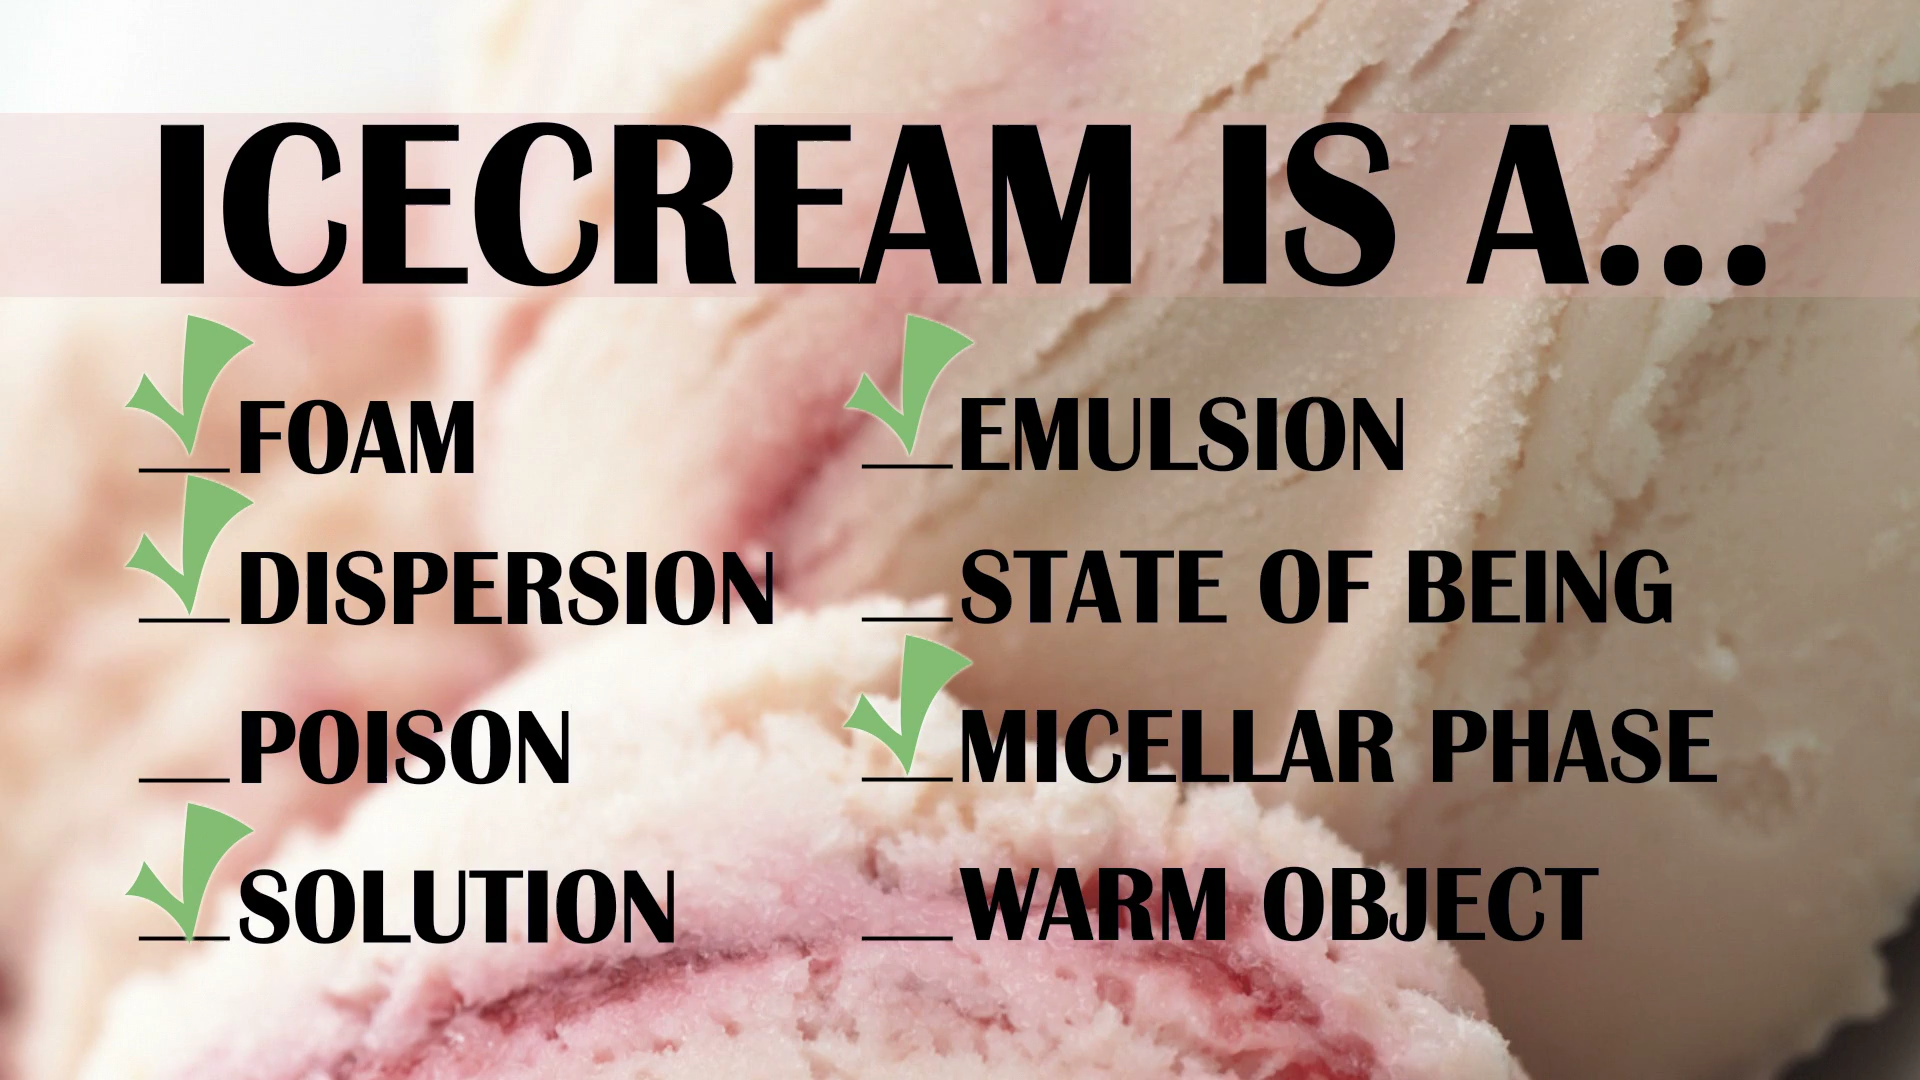 ICECREAM IS A...
FOAM
DISPERSION
POISON
SOLUTION
EMULSION
STATE OF BEING
MICELLAR PHASE
WARM OBJECT